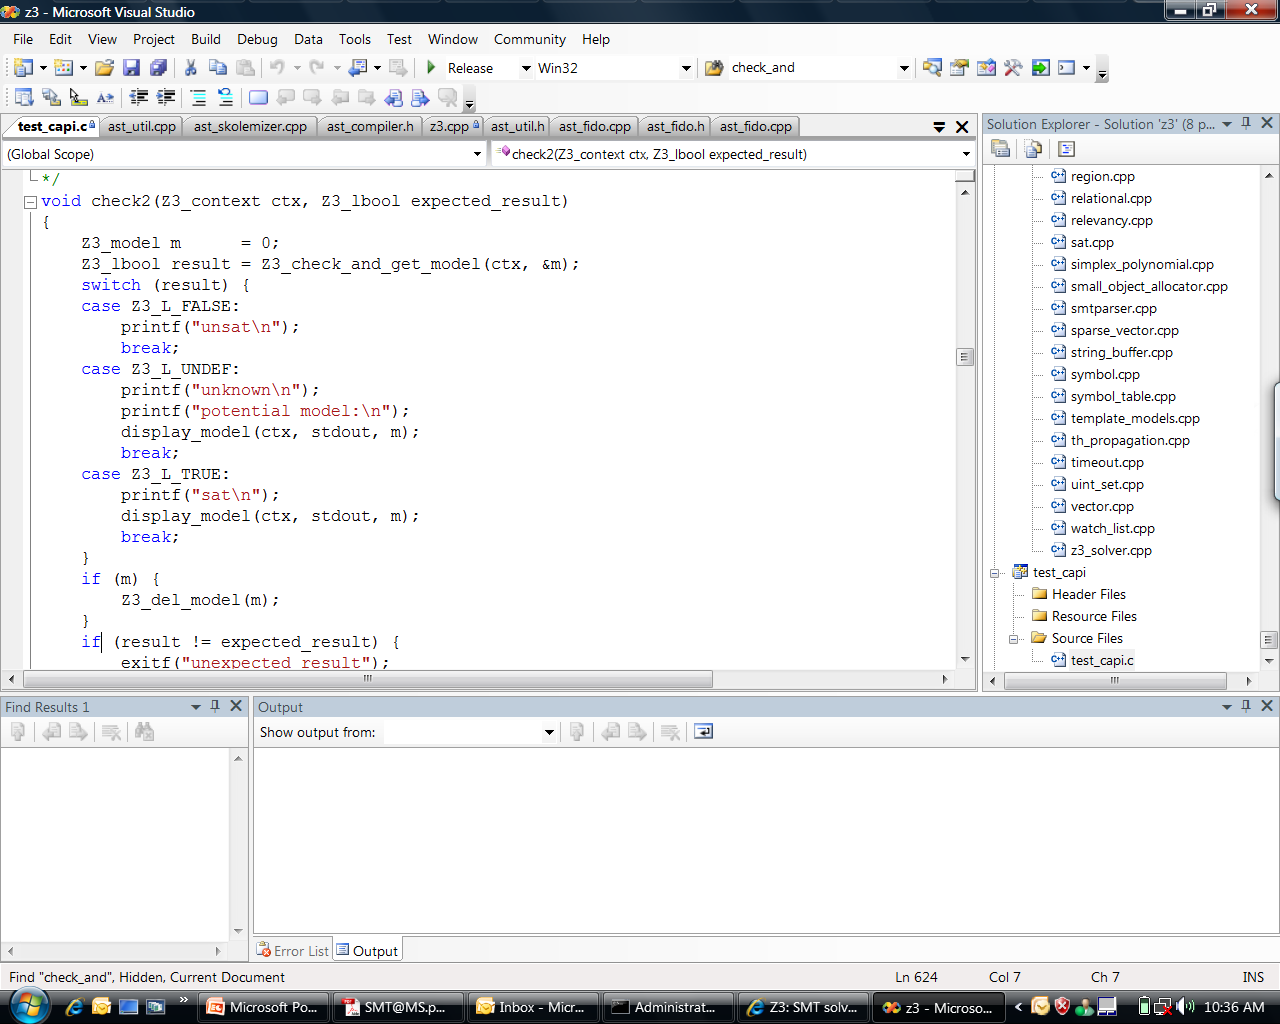 z3 - Microsoft Visual Studio
File Edit View Project Build Debug Data Tools Test Window Community Help
Release Win32 check_and
test_capi.c ast_util.cpp ast_skolemizer.cpp ast_compiler.h z3.cpp ast_util.h ast_fido.cpp ast_fido.h ast_fido.cpp
(Global Scope) check2(Z3_context ctx, Z3_lbool expected_result)
*/
void check2(Z3_context ctx, Z3_lbool expected_result)
{
    Z3_model m      = 0;
    Z3_lbool result = Z3_check_and_get_model(ctx, &m);
    switch (result) {
    case Z3_L_FALSE:
        printf("unsat\n");
        break;
    case Z3_L_UNDEF:
        printf("unknown\n");
        printf("potential model:\n");
        display_model(ctx, stdout, m);
        break;
    case Z3_L_TRUE:
        printf("sat\n");
        display_model(ctx, stdout, m);
        break;
    }
    if (m) {
        Z3_del_model(m);
    }
    if (result != expected_result) {
        exitf("unexpected result");
Solution Explorer - Solution 'z3' (8 p...
region.cpp
relational.cpp
relevancy.cpp
sat.cpp
simplex_polynomial.cpp
small_object_allocator.cpp
smtparser.cpp
sparse_vector.cpp
string_buffer.cpp
symbol.cpp
symbol_table.cpp
template_models.cpp
th_propagation.cpp
timeout.cpp
uint_set.cpp
vector.cpp
watch_list.cpp
z3_solver.cpp
test_capi
Header Files
Resource Files
Source Files
test_capi.c
Find Results 1
Output
Show output from:
Error List Output
Find "check_and", Hidden, Current Document Ln 624 Col 7 Ch 7 INS
Microsoft Po... SMT@MS.p... Inbox - Micr... Administrat... Z3: SMT solv... z3 - Microso... 10:36 AM